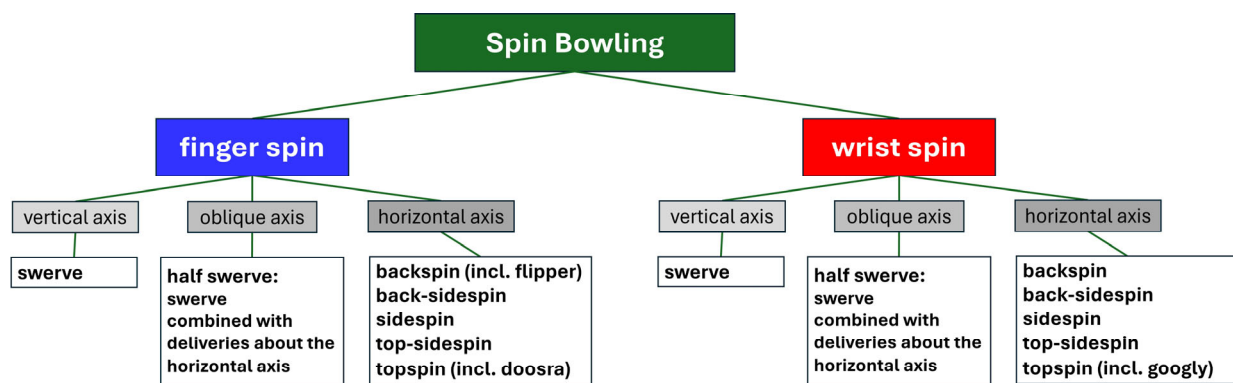 Spin Bowling
finger spin
wrist spin
vertical axis
oblique axis
horizontal axis
vertical axis
oblique axis
horizontal axis
swerve
half swerve:
swerve
combined with
deliveries about the
horizontal axis
backspin (incl. flipper)
back-sidespin
sidespin
top-sidespin
topspin (incl. doosra)
swerve
half swerve:
swerve
combined with
deliveries about the
horizontal axis
backspin
back-sidespin
sidespin
top-sidespin
topspin (incl. googly)